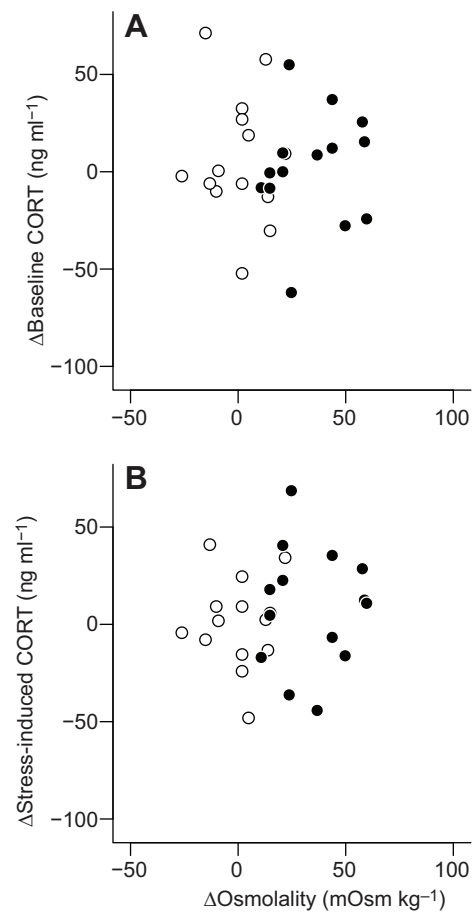 A
50
0
−50
−100
ΔBaseline CORT (ng ml⁻¹)
−50 0 50 100
B
50
0
−50
−100
ΔStress-induced CORT (ng ml⁻¹)
−50 0 50 100
ΔOsmolality (mOsm kg⁻¹)